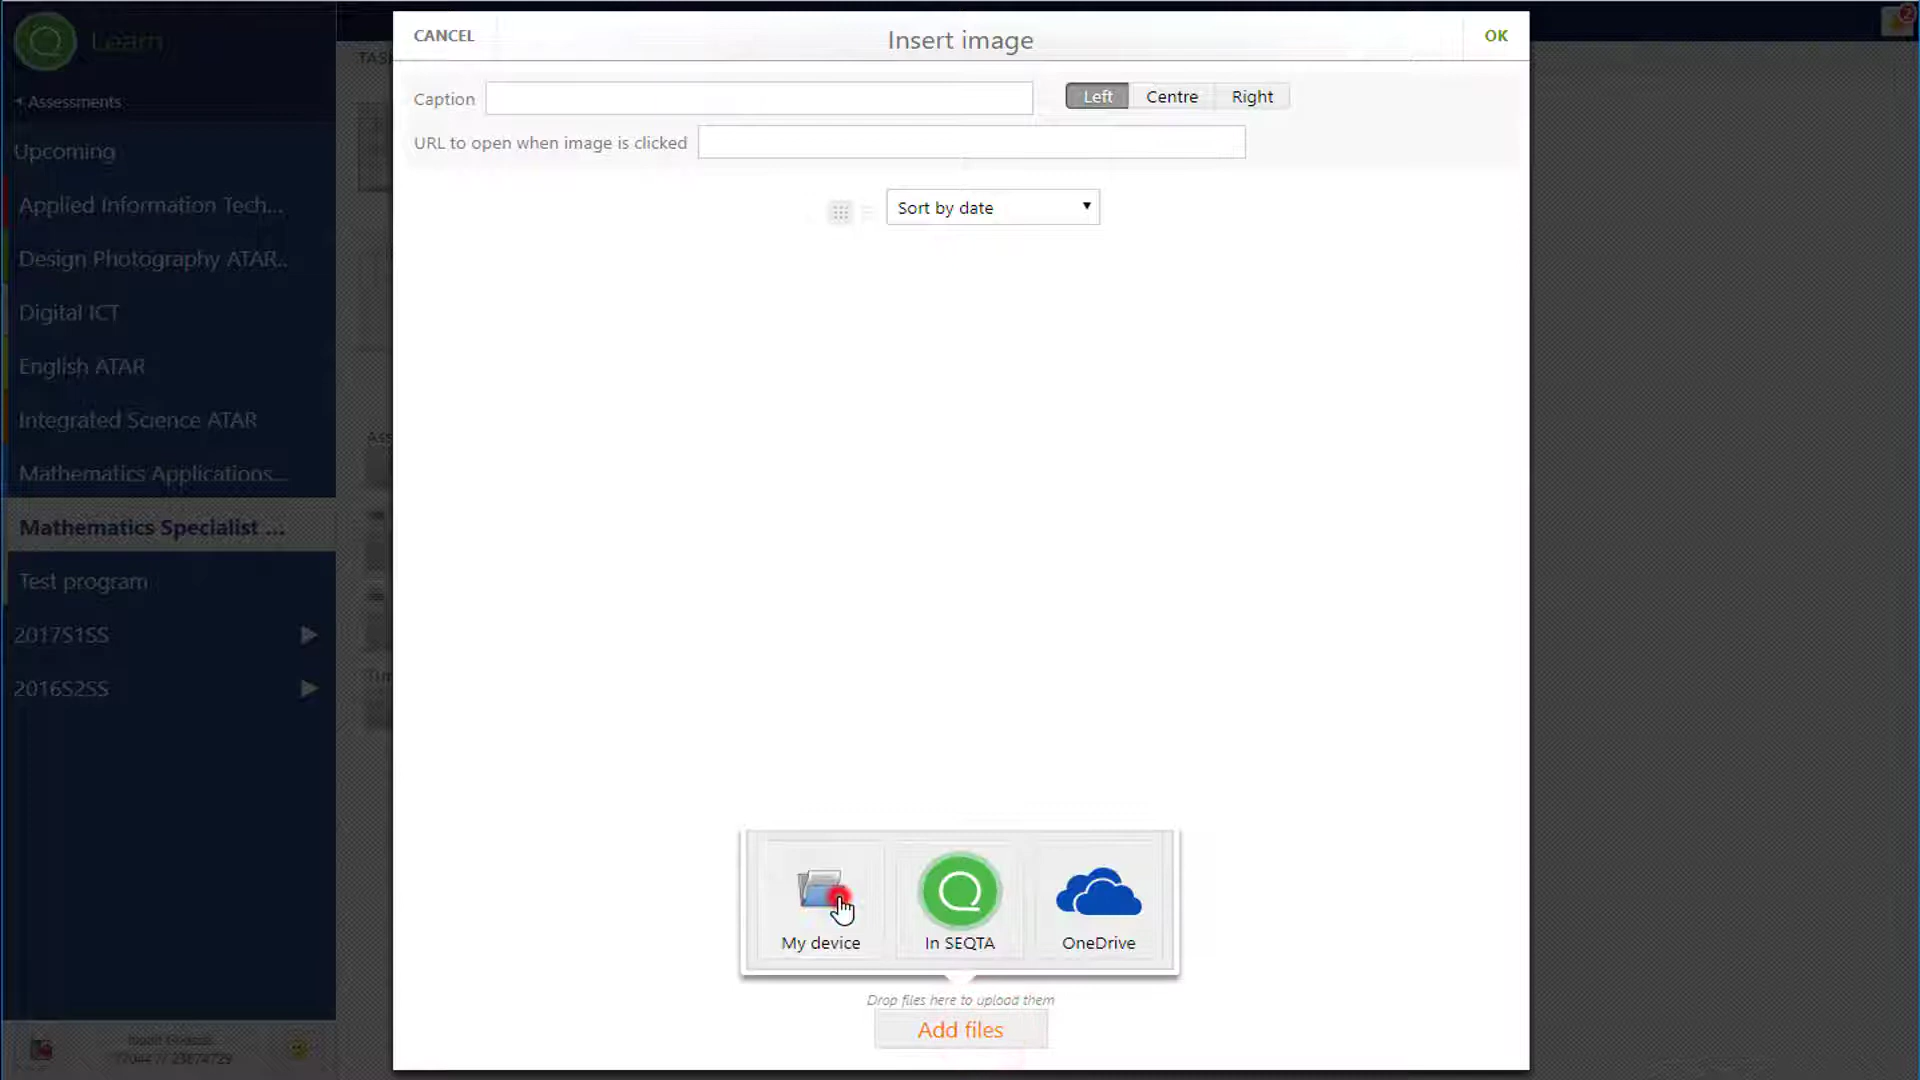 Learn
Assessments
Upcoming
Applied Information Tech...
Design Photography ATAR..
Digital ICT
English ATAR
Integrated Science ATAR
Mathematics Applications...
Mathematics Specialist ...
Test program
2017S1SS
2016S2SS
CANCEL
Insert image
OK
Caption
Left
Centre
Right
URL to open when image is clicked
Sort by date
My device
In SEQTA
OneDrive
Drop files here to upload them
Add files
2